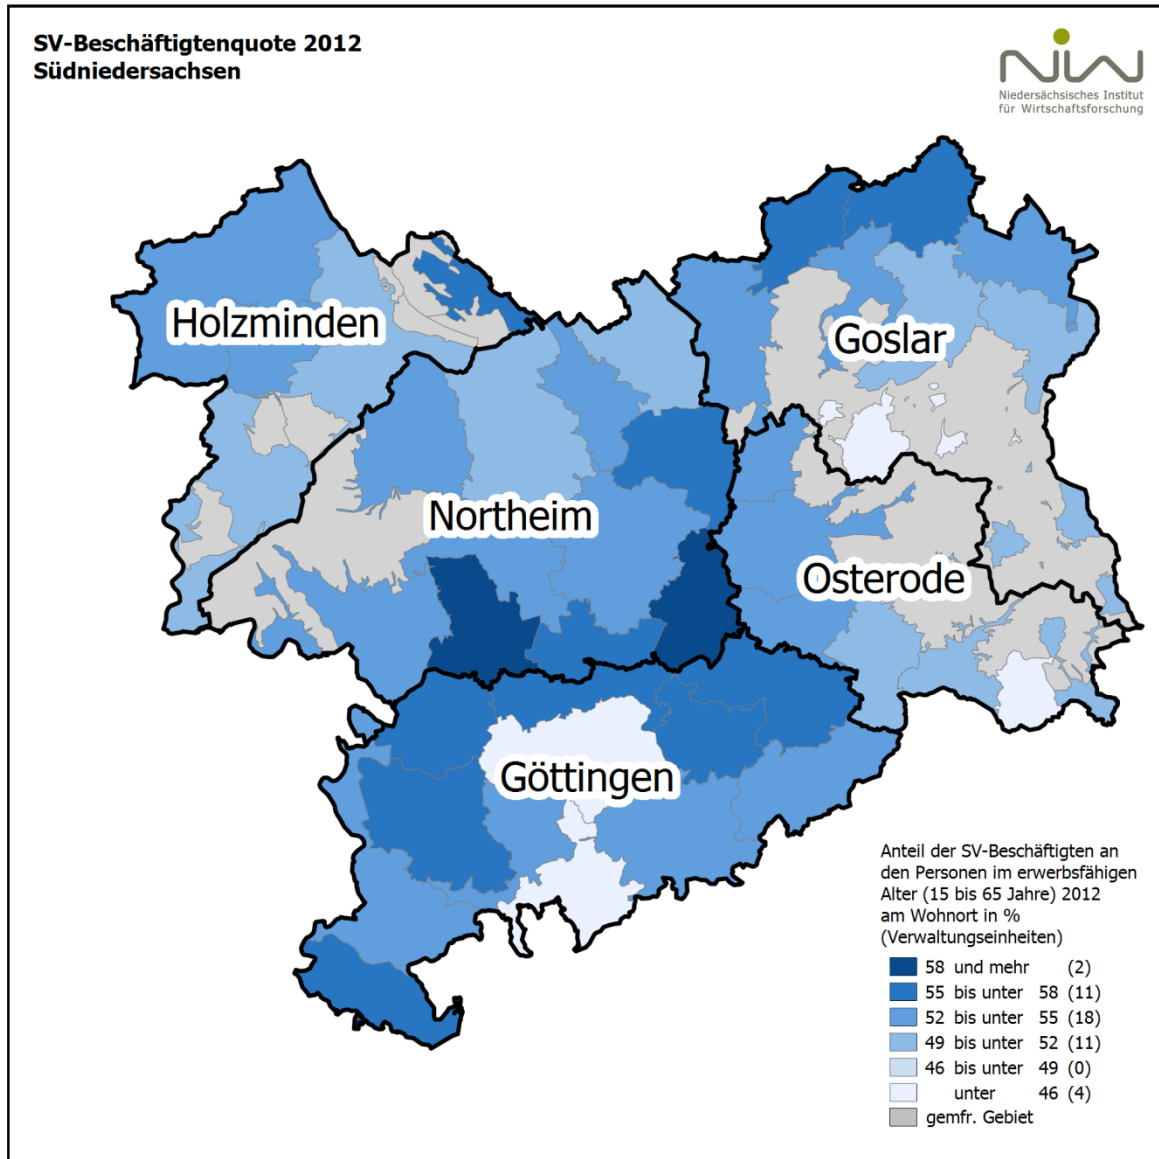 SV-Beschäftigtenquote 2012
Südniedersachsen
NIW
Niedersächsisches Institut
für Wirtschaftsforschung
Holzminden
Goslar
Northeim
Osterode
Göttingen
Anteil der SV-Beschäftigten an
den Personen im erwerbsfähigen
Alter (15 bis 65 Jahre) 2012
am Wohnort in %
(Verwaltungseinheiten)
58 und mehr (2)
55 bis unter 58 (11)
52 bis unter 55 (18)
49 bis unter 52 (11)
46 bis unter 49 (0)
unter 46 (4)
gemfr. Gebiet